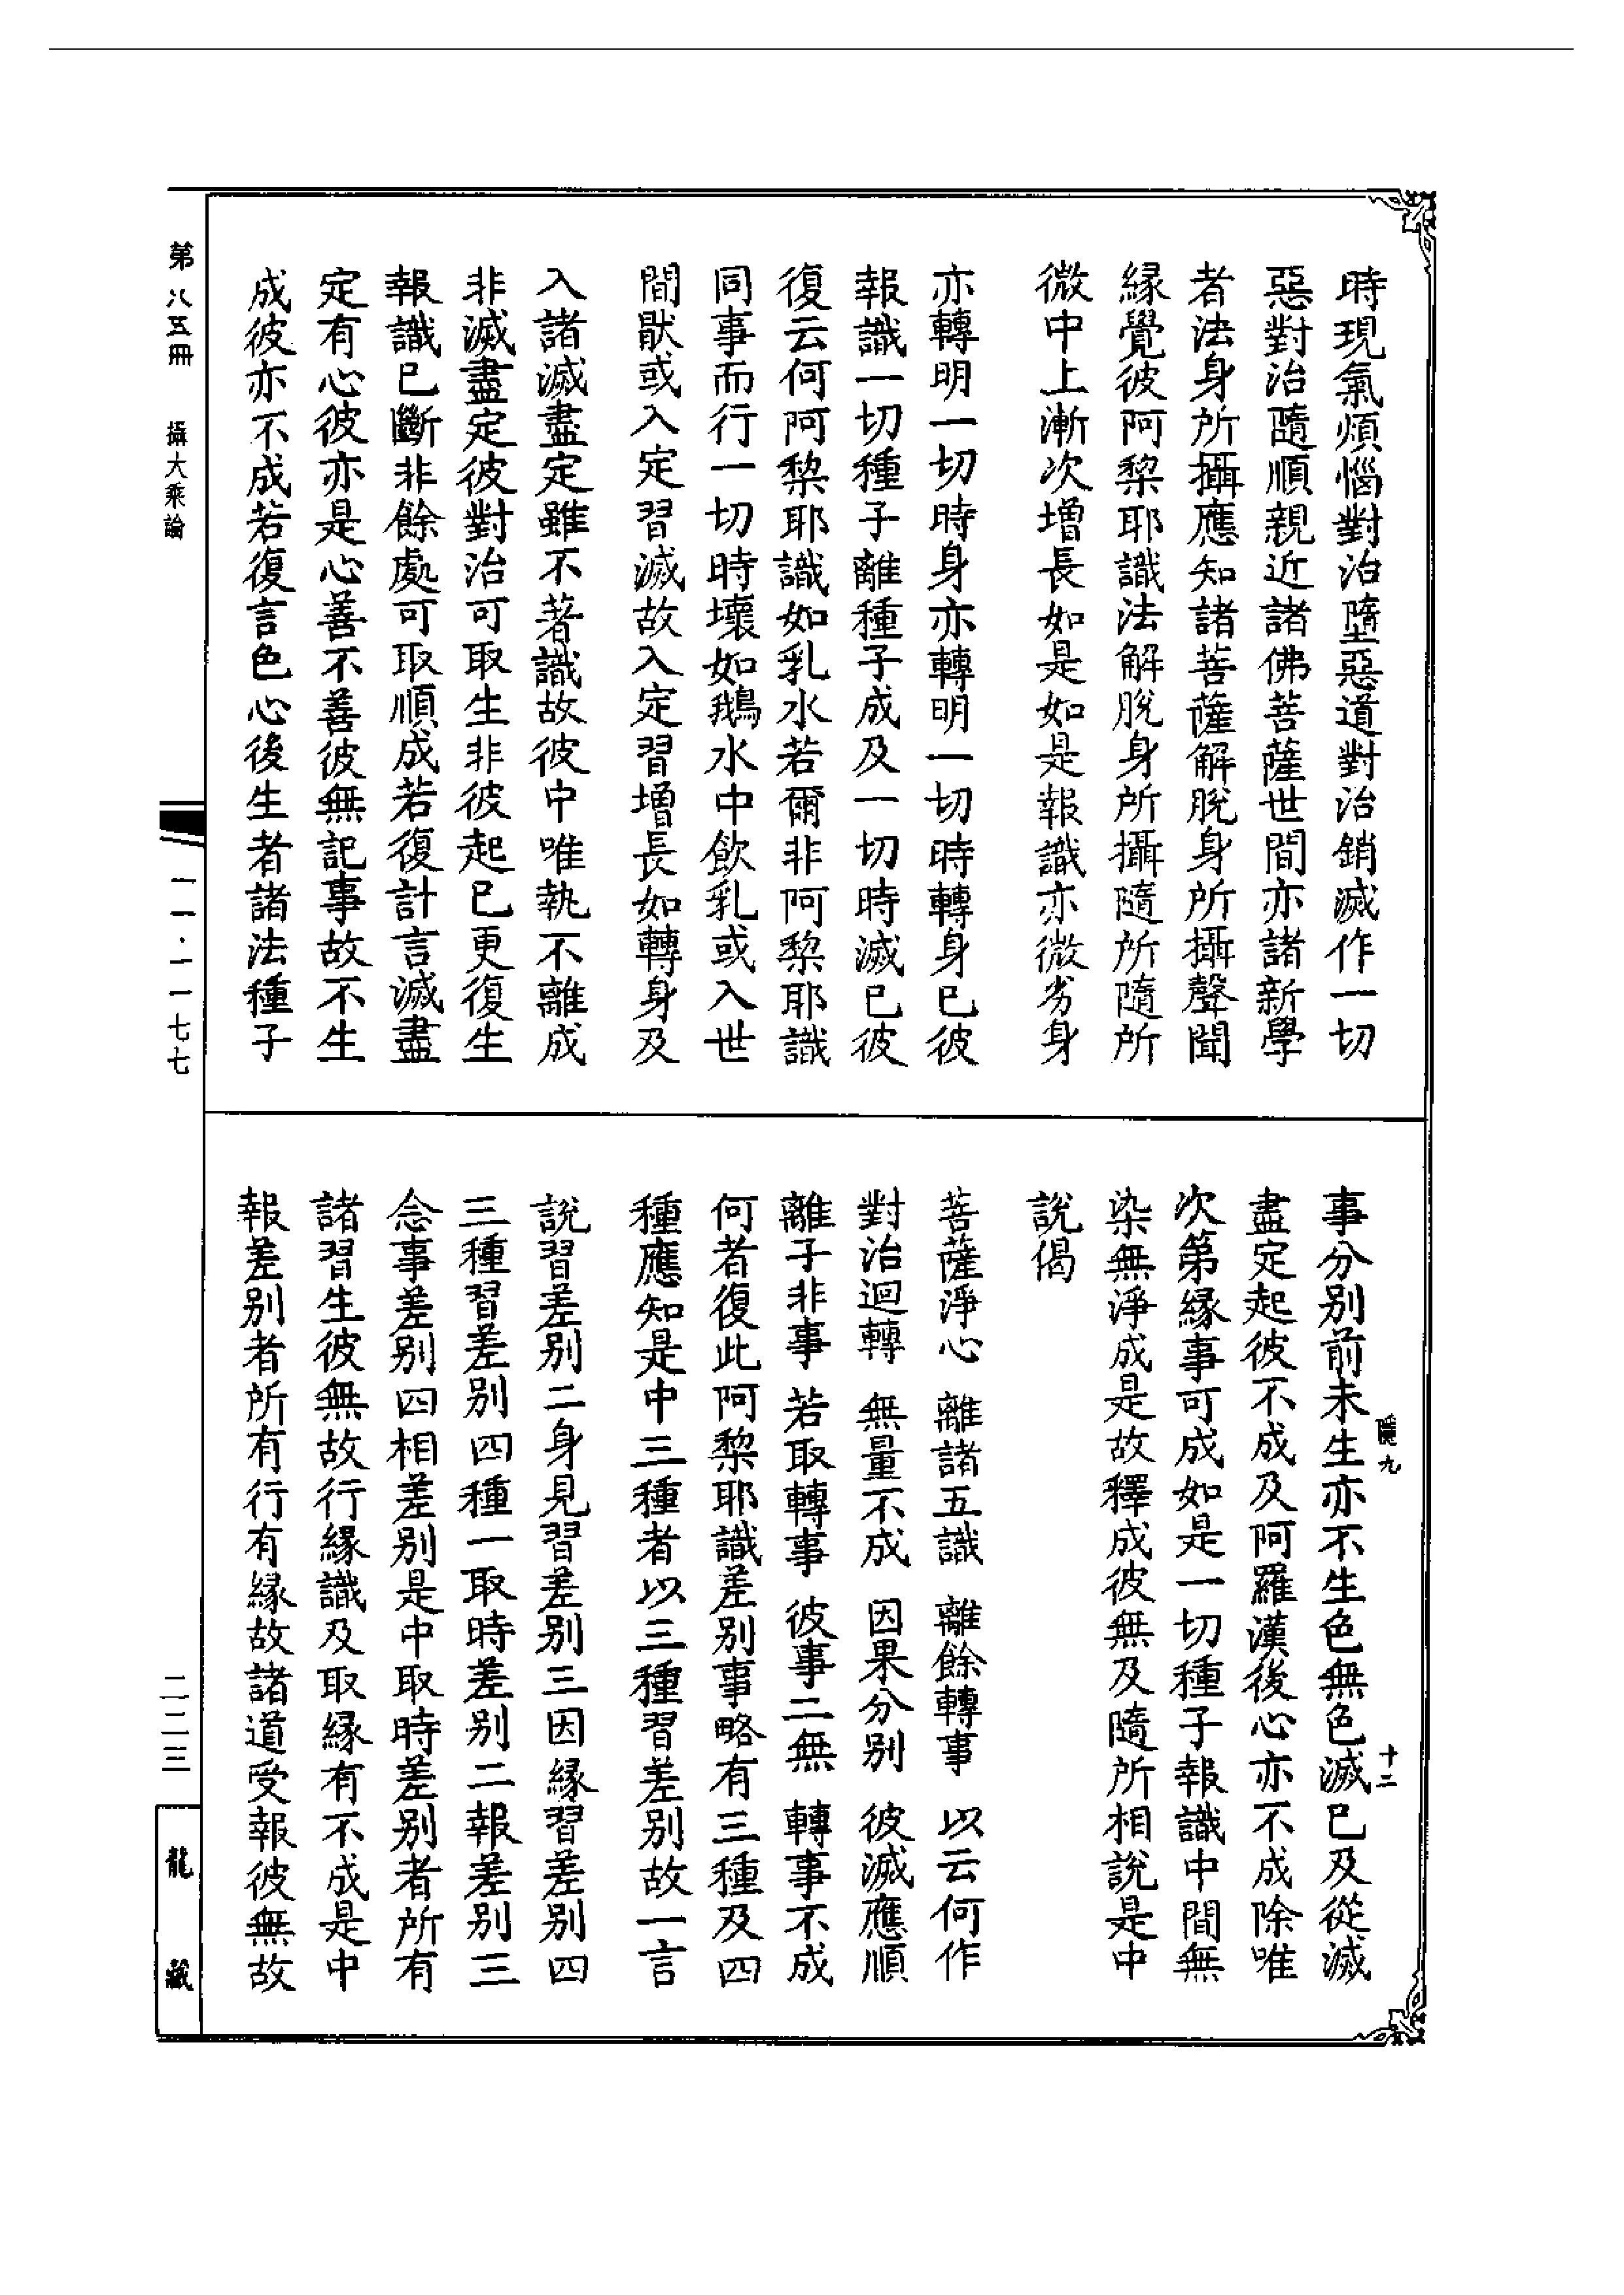 時現氣煩惱對治墮惡道對治銷滅作一切
惡對治隨順親近諸佛菩薩世間亦諸新學
者法身所攝應知諸菩薩解脫身所攝聲聞
緣覺彼阿犂耶識法解脫身所攝隨所隨所
微中上漸次增長如是如是報識亦微劣身
亦轉明一切時身亦轉明一切時轉身已彼
報識一切種子離種子成及一切時滅已彼
復云何阿犂耶識如乳水若爾非阿犂耶識
同事而行一切時壞如鵝水中飲乳或入世
間猒或入定習滅故入定習增長如轉身及
入諸滅盡定雖不著識故彼中唯執不離成
非滅盡定彼對治可取生非彼起已更復生
報識已斷非餘處可取順成若復計言滅盡
定有心彼亦是心善不善彼無記事故不生
成彼亦不成若復言色心後生者諸法種子
事分別前未生亦不生色無色滅已及從滅
盡定起彼不成及阿羅漢後心亦不成除唯
次第緣事可成如是一切種子報識中間無
染無淨成是故釋成彼無及隨所相說是中
說偈
菩薩淨心 離諸五識 離餘轉事 以云何作
對治迴轉 無量不成 因果分別 彼滅應順
離子非事 若取轉事 彼事二無 轉事不成
何者復此阿犂耶識差別事略有三種及四
種應知是中三種者以三種習差別故一言
說習差別二身見習差別三因緣習差別四
三種習差別四種一取時差別二報差別三
念事差別四相差別是中取時差別者所有
諸習生彼無故行緣識及取緣有不成是中
報差別者所有行有緣故諸道受報彼無故
隱九
十二
第八五冊 攝大乘論
一一·一一七七
二二三
龍藏